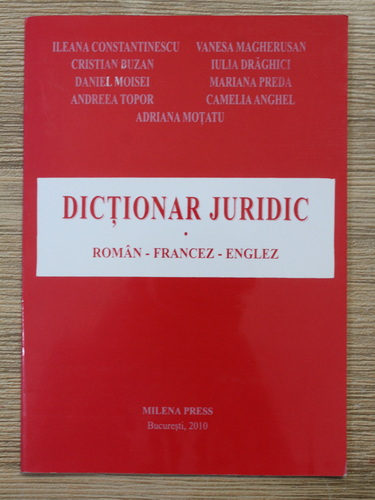 ILEANA CONSTANTINESCU VANESA MAGHERUSAN
CRISTIAN BUZAN IULIA DRĂGHICI
DANIEL MOISEI MARIANA PREDA
ANDREEA TOPOR CAMELIA ANGHEL
ADRIANA MOȚATU
DICȚIONAR JURIDIC
•
ROMÂN - FRANCEZ - ENGLEZ
MILENA PRESS
București, 2010